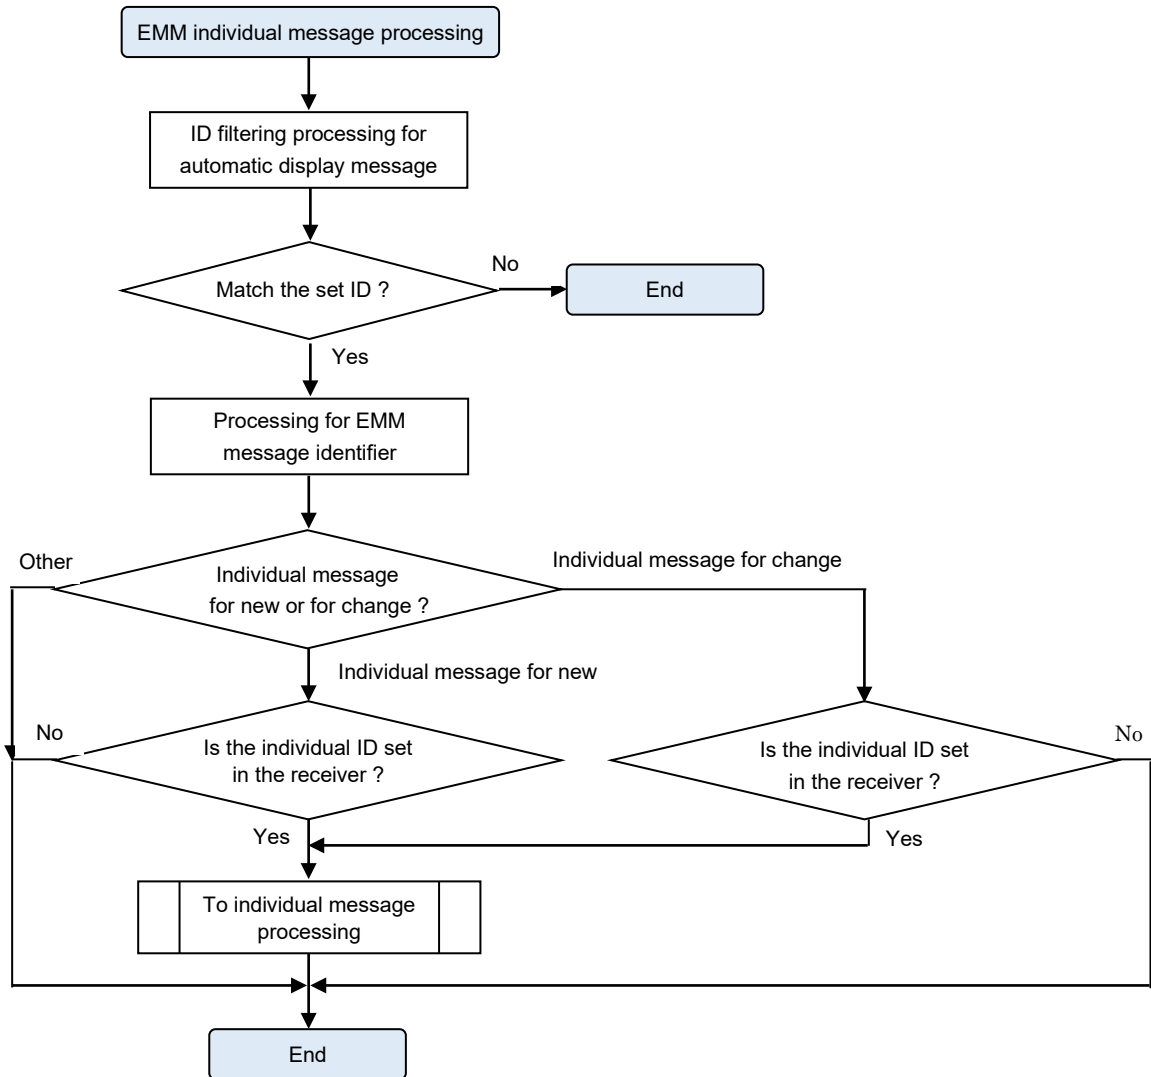 EMM individual message processing
ID filtering processing for
automatic display message
Match the set ID ?
No
End
Yes
Processing for EMM
message identifier
Other
Individual message
for new or for change ?
Individual message for change
Individual message for new
No
Is the individual ID set
in the receiver ?
Is the individual ID set
in the receiver ?
No
Yes
Yes
To individual message
processing
End